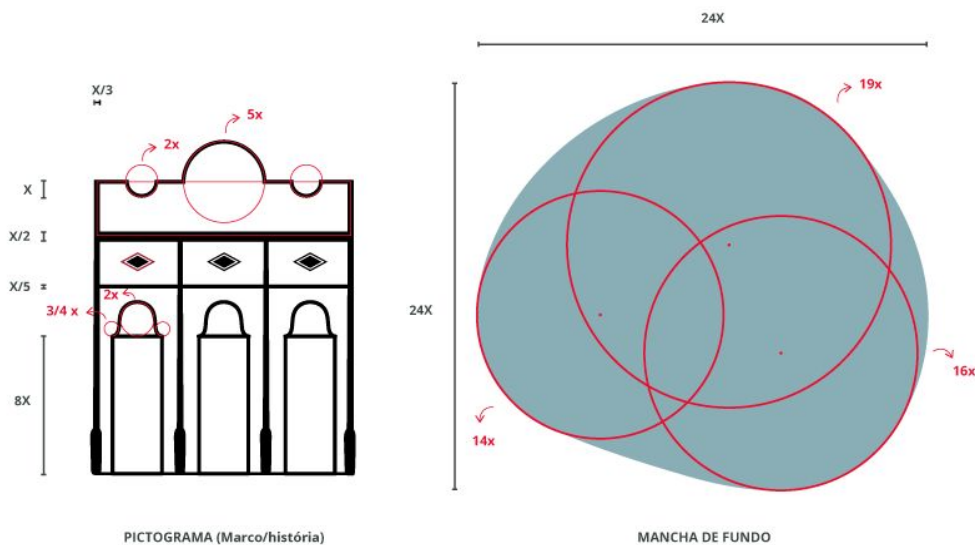 24X
X/3
5x
2x
19x
X
X/2
X/5
2x
3/4 x
24X
8X
16x
14x
PICTOGRAMA (Marco/história)
MANCHA DE FUNDO